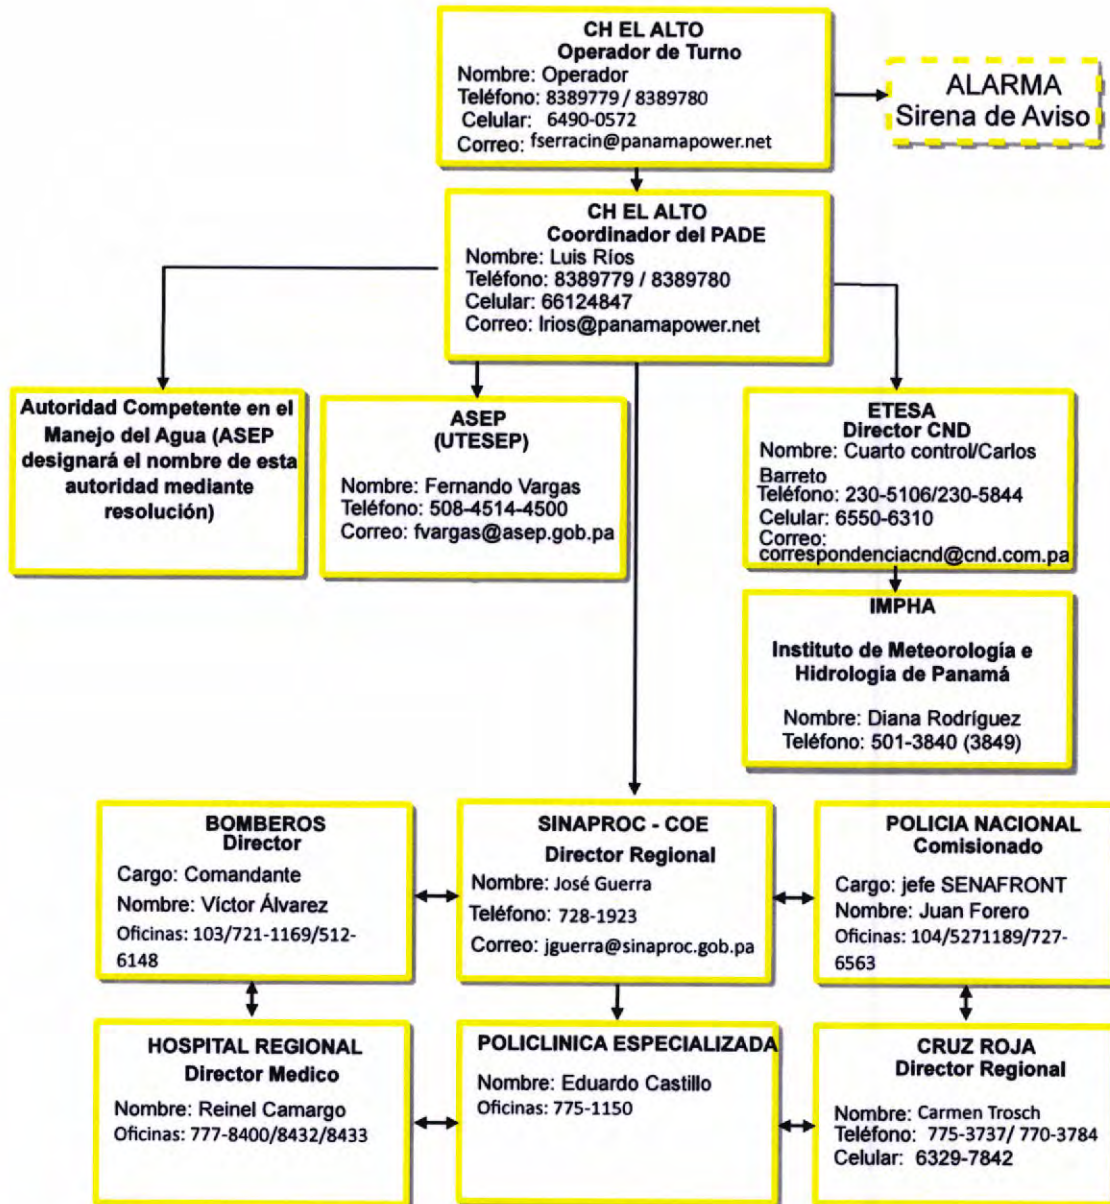 CH EL ALTO
Operador de Turno
Nombre: Operador
Teléfono: 8389779 / 8389780
Celular: 6490-0572
Correo: fserracin@panamapower.net
ALARMA
Sirena de Aviso
CH EL ALTO
Coordinador del PADE
Nombre: Luis Ríos
Teléfono: 8389779 / 8389780
Celular: 66124847
Correo: lrios@panamapower.net
Autoridad Competente en el
Manejo del Agua (ASEP
designará el nombre de esta
autoridad mediante
resolución)
ASEP
(UTESEP)
Nombre: Fernando Vargas
Teléfono: 508-4514-4500
Correo: fvargas@asep.gob.pa
ETESA
Director CND
Nombre: Cuarto control/Carlos
Barreto
Teléfono: 230-5106/230-5844
Celular: 6550-6310
Correo:
correspondenciacnd@cnd.com.pa
IMPHA
Instituto de Meteorología e
Hidrología de Panamá
Nombre: Diana Rodríguez
Teléfono: 501-3840 (3849)
BOMBEROS
Director
Cargo: Comandante
Nombre: Víctor Álvarez
Oficinas: 103/721-1169/512-
6148
SINAPROC - COE
Director Regional
Nombre: José Guerra
Teléfono: 728-1923
Correo: jguerra@sinaproc.gob.pa
POLICIA NACIONAL
Comisionado
Cargo: jefe SENAFRONT
Nombre: Juan Forero
Oficinas: 104/5271189/727-
6563
HOSPITAL REGIONAL
Director Medico
Nombre: Reinel Camargo
Oficinas: 777-8400/8432/8433
POLICLINICA ESPECIALIZADA
Nombre: Eduardo Castillo
Oficinas: 775-1150
CRUZ ROJA
Director Regional
Nombre: Carmen Trosch
Teléfono: 775-3737/ 770-3784
Celular: 6329-7842